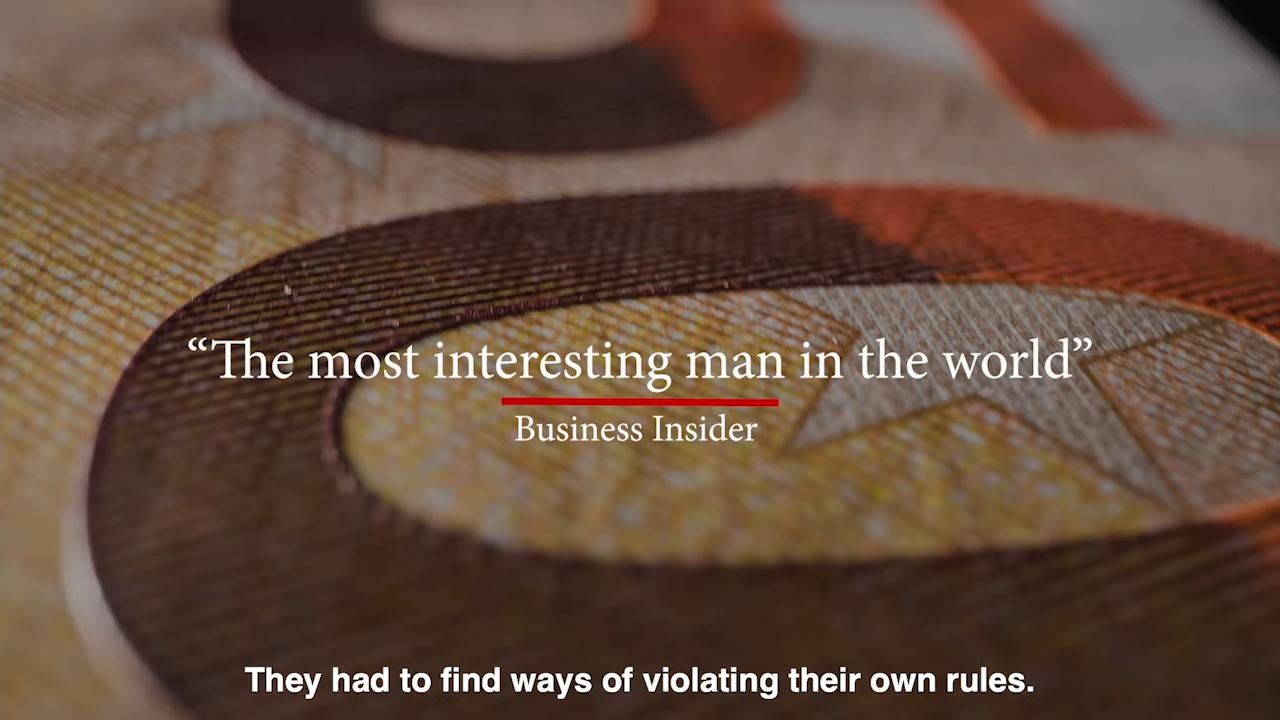 “The most interesting man in the world”
Business Insider
They had to find ways of violating their own rules.